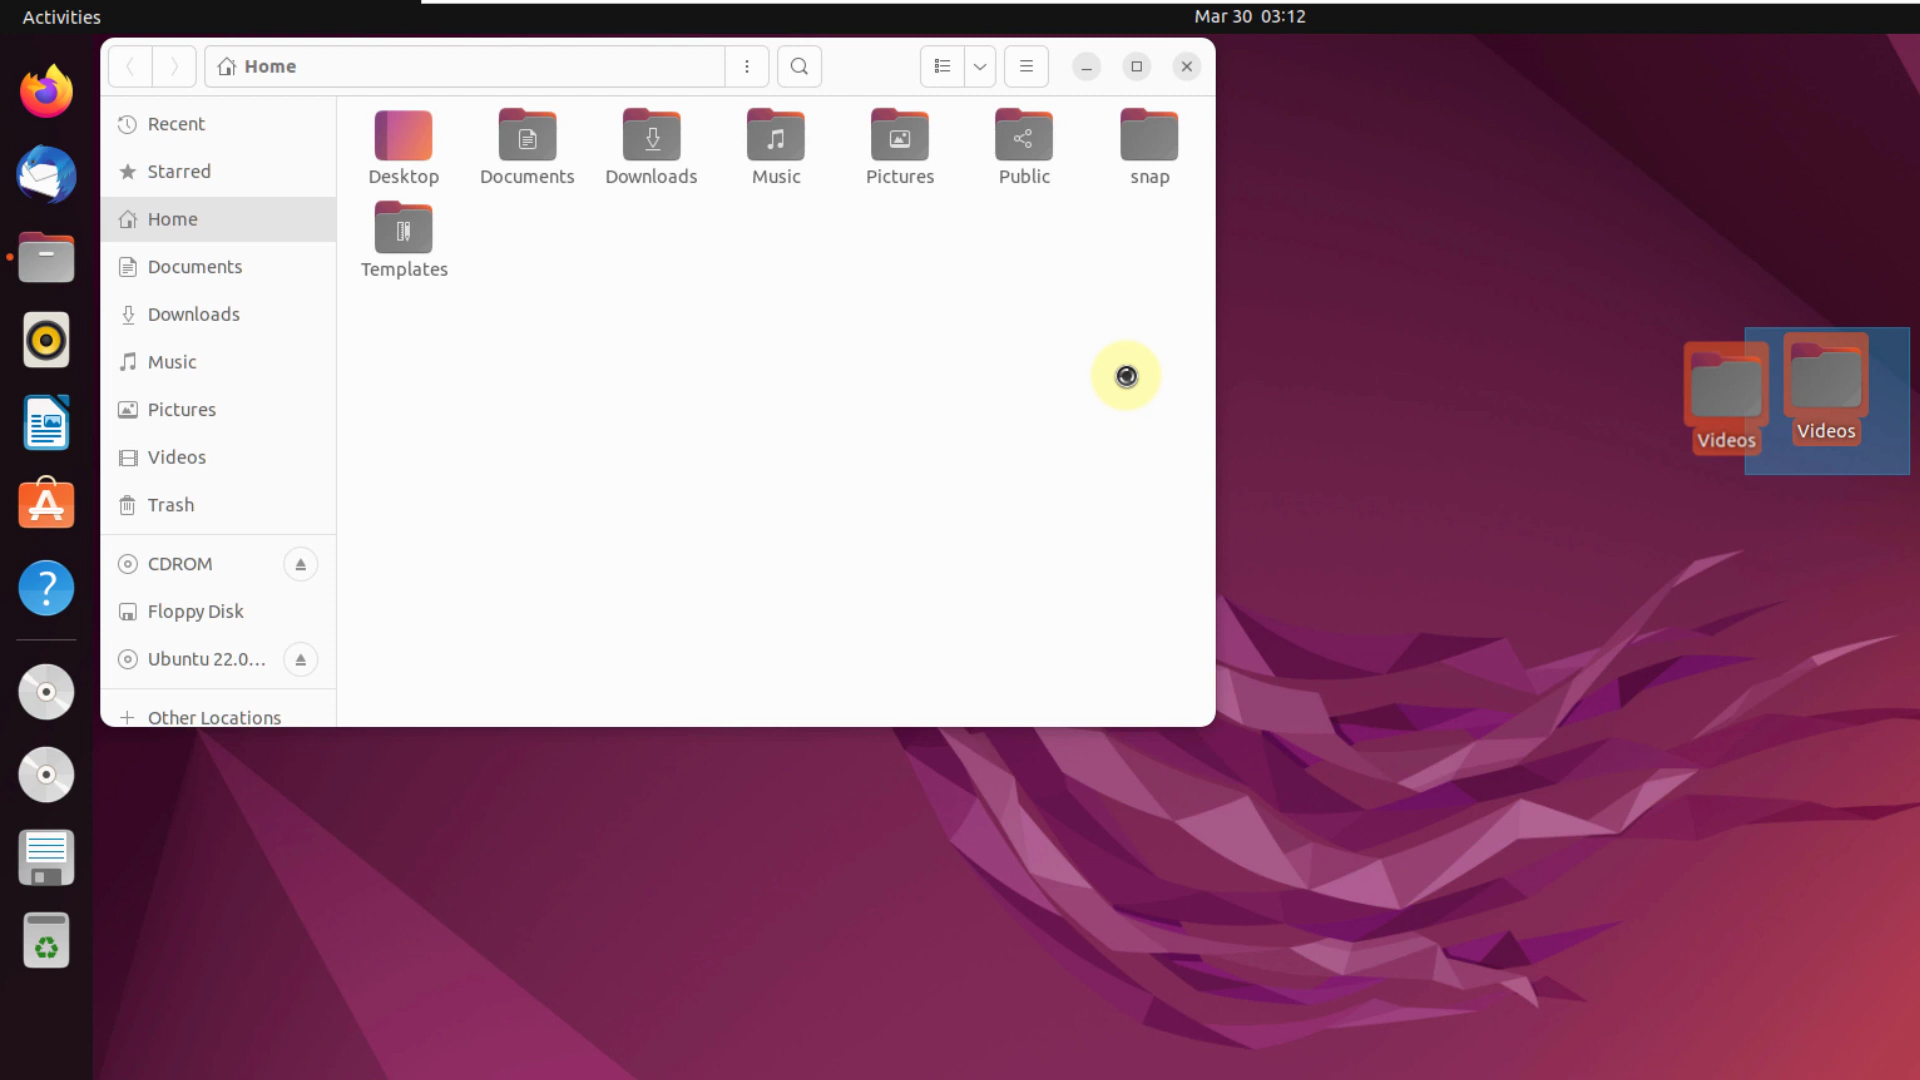 Activities
Mar 30 03:12
Home
Recent
Starred
Home
Documents
Downloads
Music
Pictures
Videos
Trash
CDROM
Floppy Disk
Ubuntu 22.0...
Other Locations
Desktop
Documents
Downloads
Music
Pictures
Public
snap
Templates
Videos
Videos